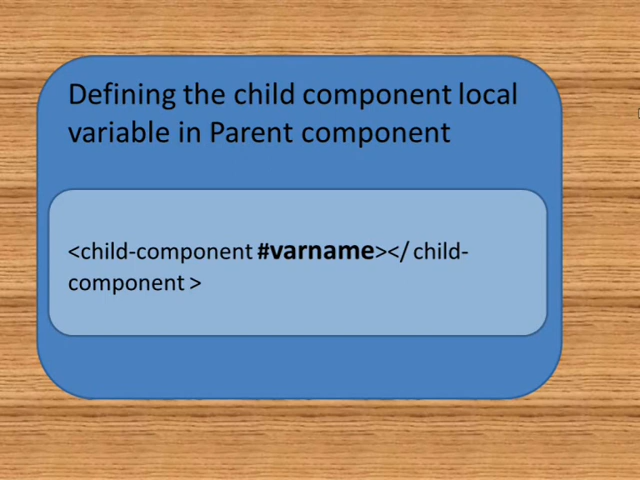 Defining the child component local
variable in Parent component
<child-component #varname></ child-
component >